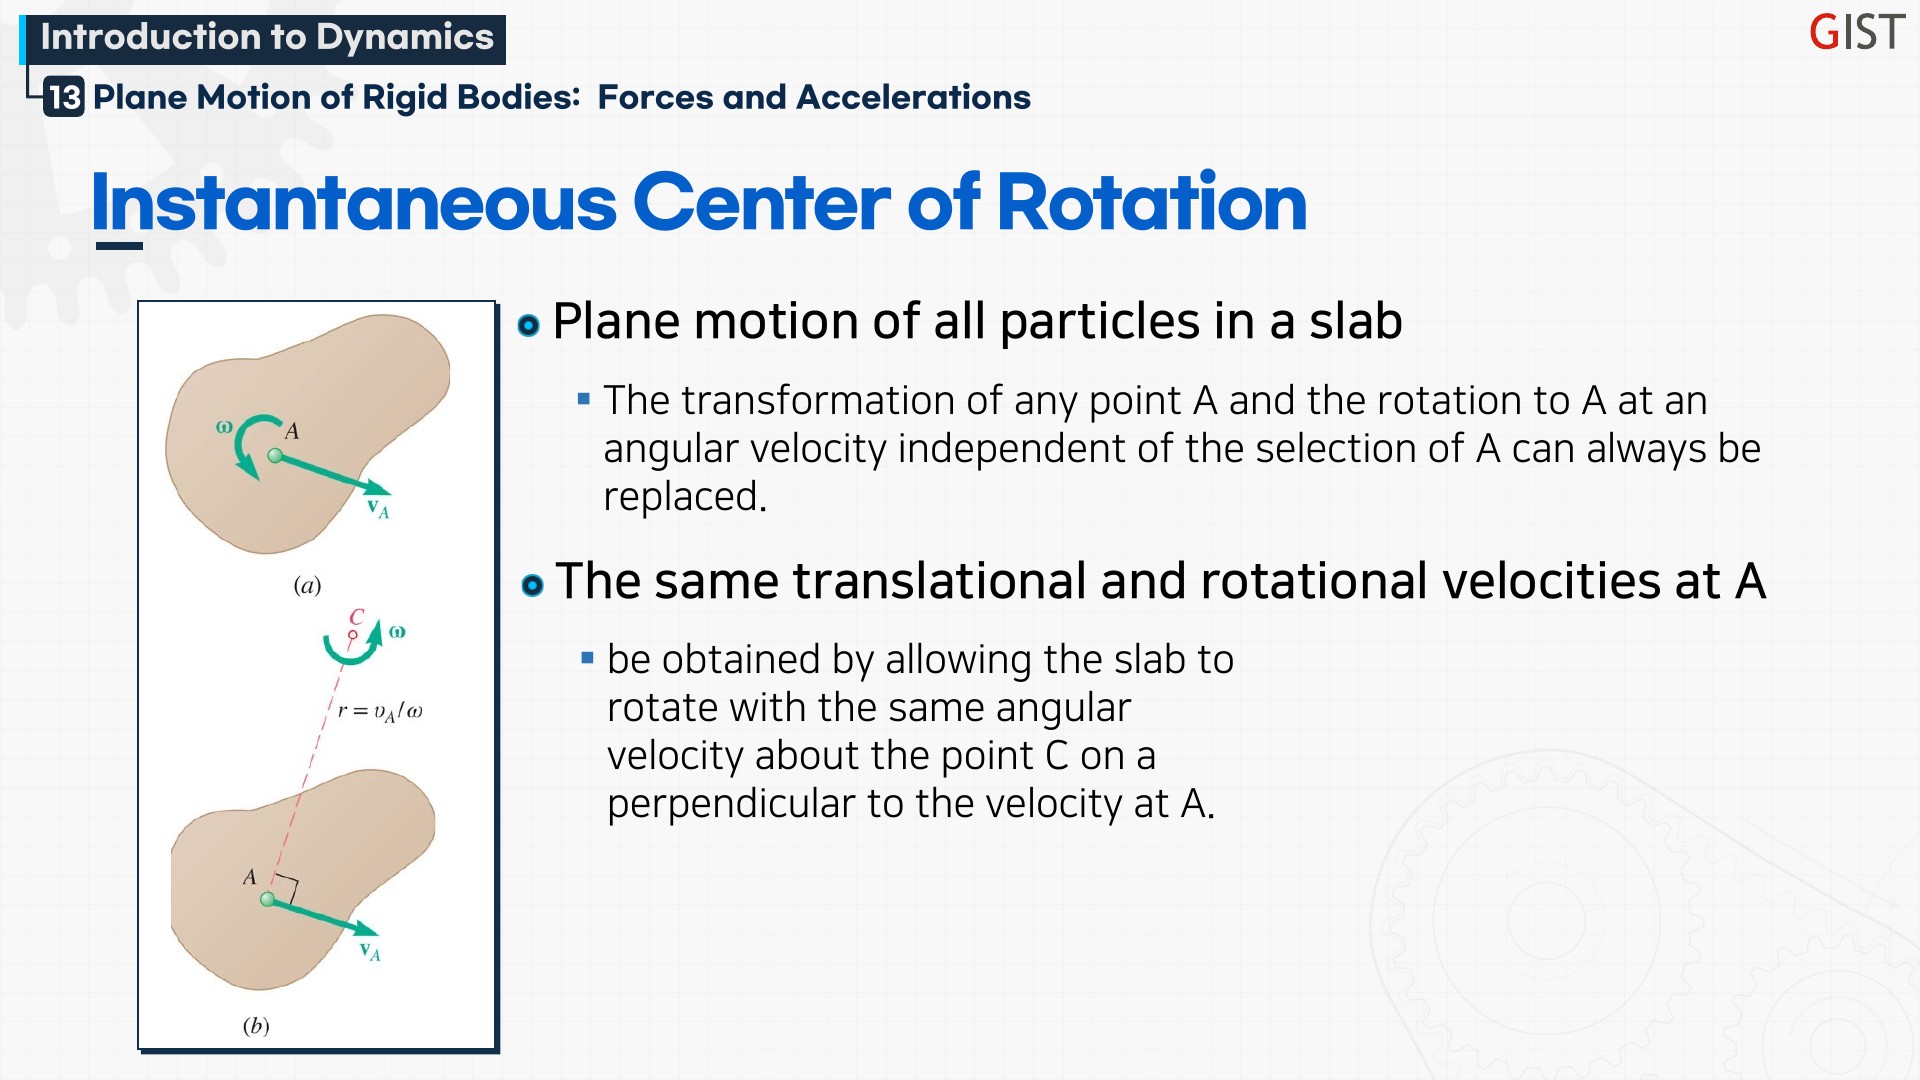 Introduction to Dynamics
GIST
13 Plane Motion of Rigid Bodies: Forces and Accelerations
Instantaneous Center of Rotation
ω
A
v_A
(a)
C
ω
r = υ_A/ω
A
v_A
(b)
Plane motion of all particles in a slab
The transformation of any point A and the rotation to A at an
angular velocity independent of the selection of A can always be
replaced.
The same translational and rotational velocities at A
be obtained by allowing the slab to
rotate with the same angular
velocity about the point C on a
perpendicular to the velocity at A.